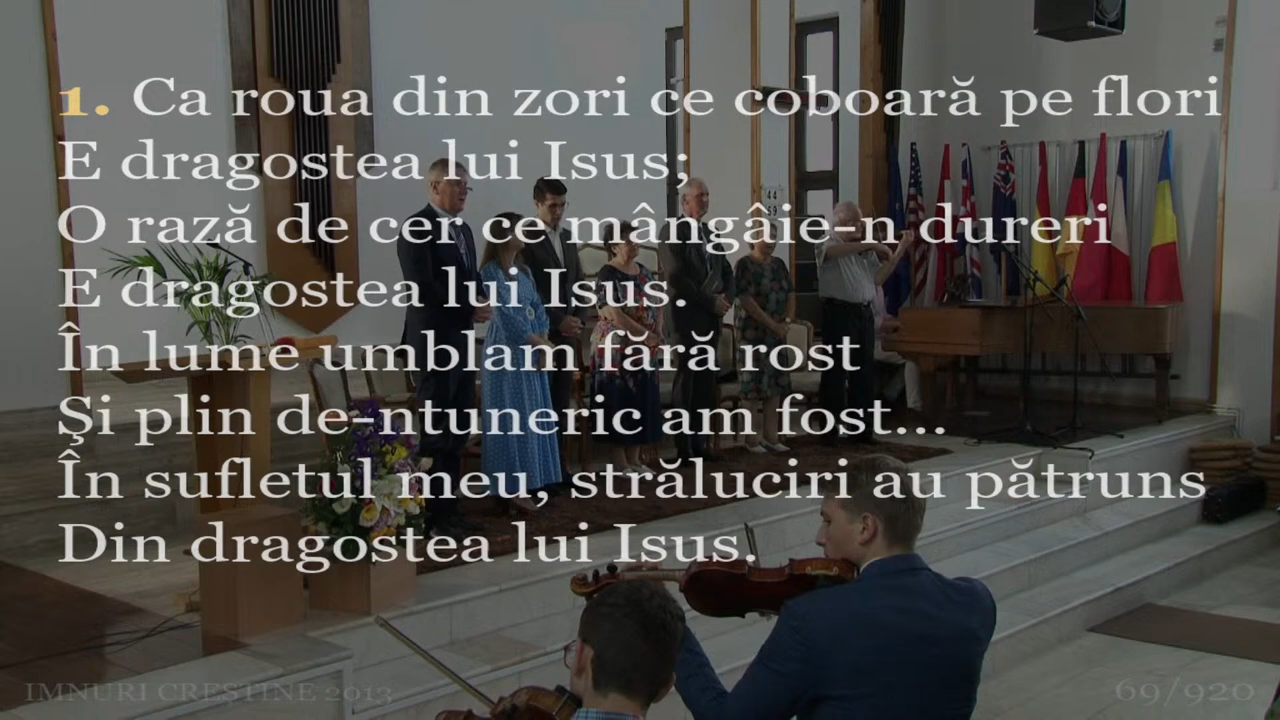 1. Ca roua din zori ce coboară pe flori
E dragostea lui Isus;
O rază de cer ce mângâie-n dureri
E dragostea lui Isus.
În lume umblam fără rost
Şi plin de-ntuneric am fost...
În sufletul meu, străluciri au pătruns
Din dragostea lui Isus.
IMNURI CREȘTINE 2013
69/920